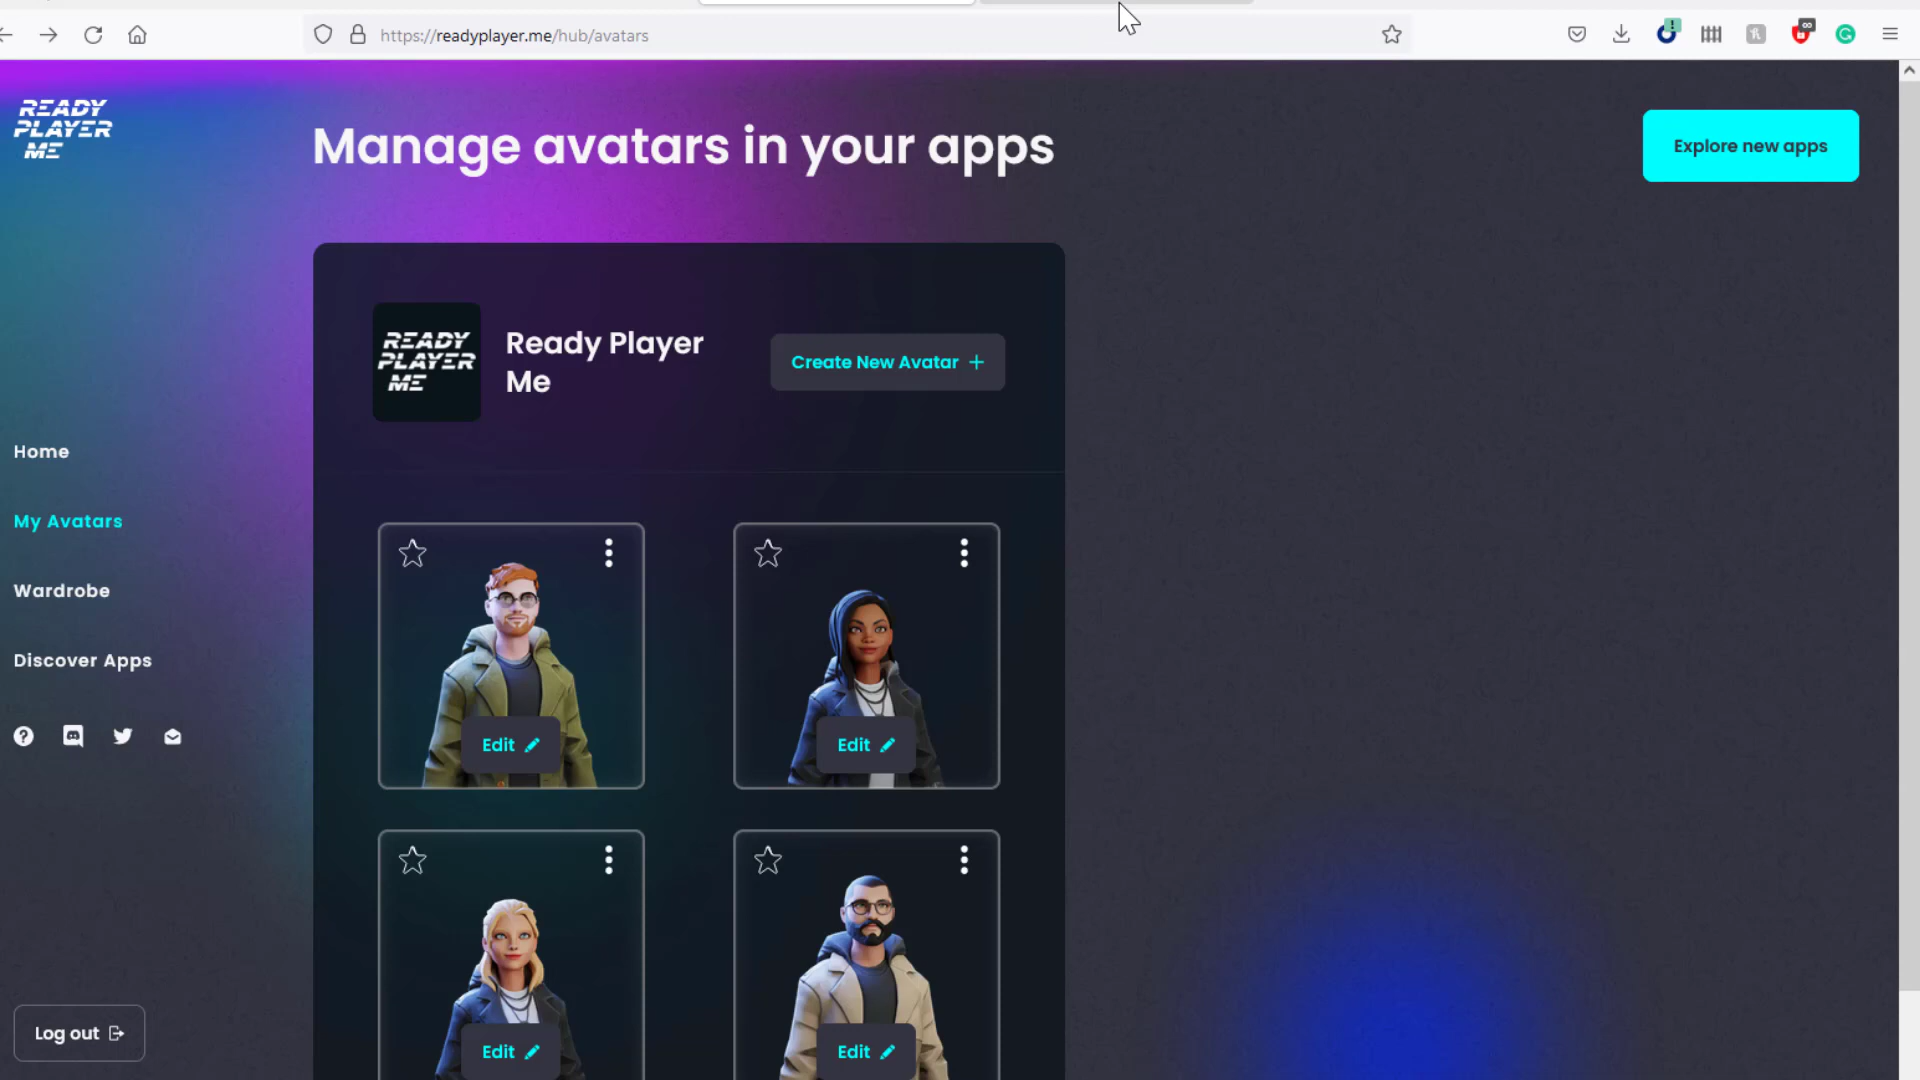 https://readyplayer.me/hub/avatars
READY
PLAYER
ME
Manage avatars in your apps
Explore new apps
READY
PLAYER
ME
Ready Player
Me
Create New Avatar +
Home
My Avatars
Wardrobe
Discover Apps
Edit
Edit
Edit
Edit
Log out